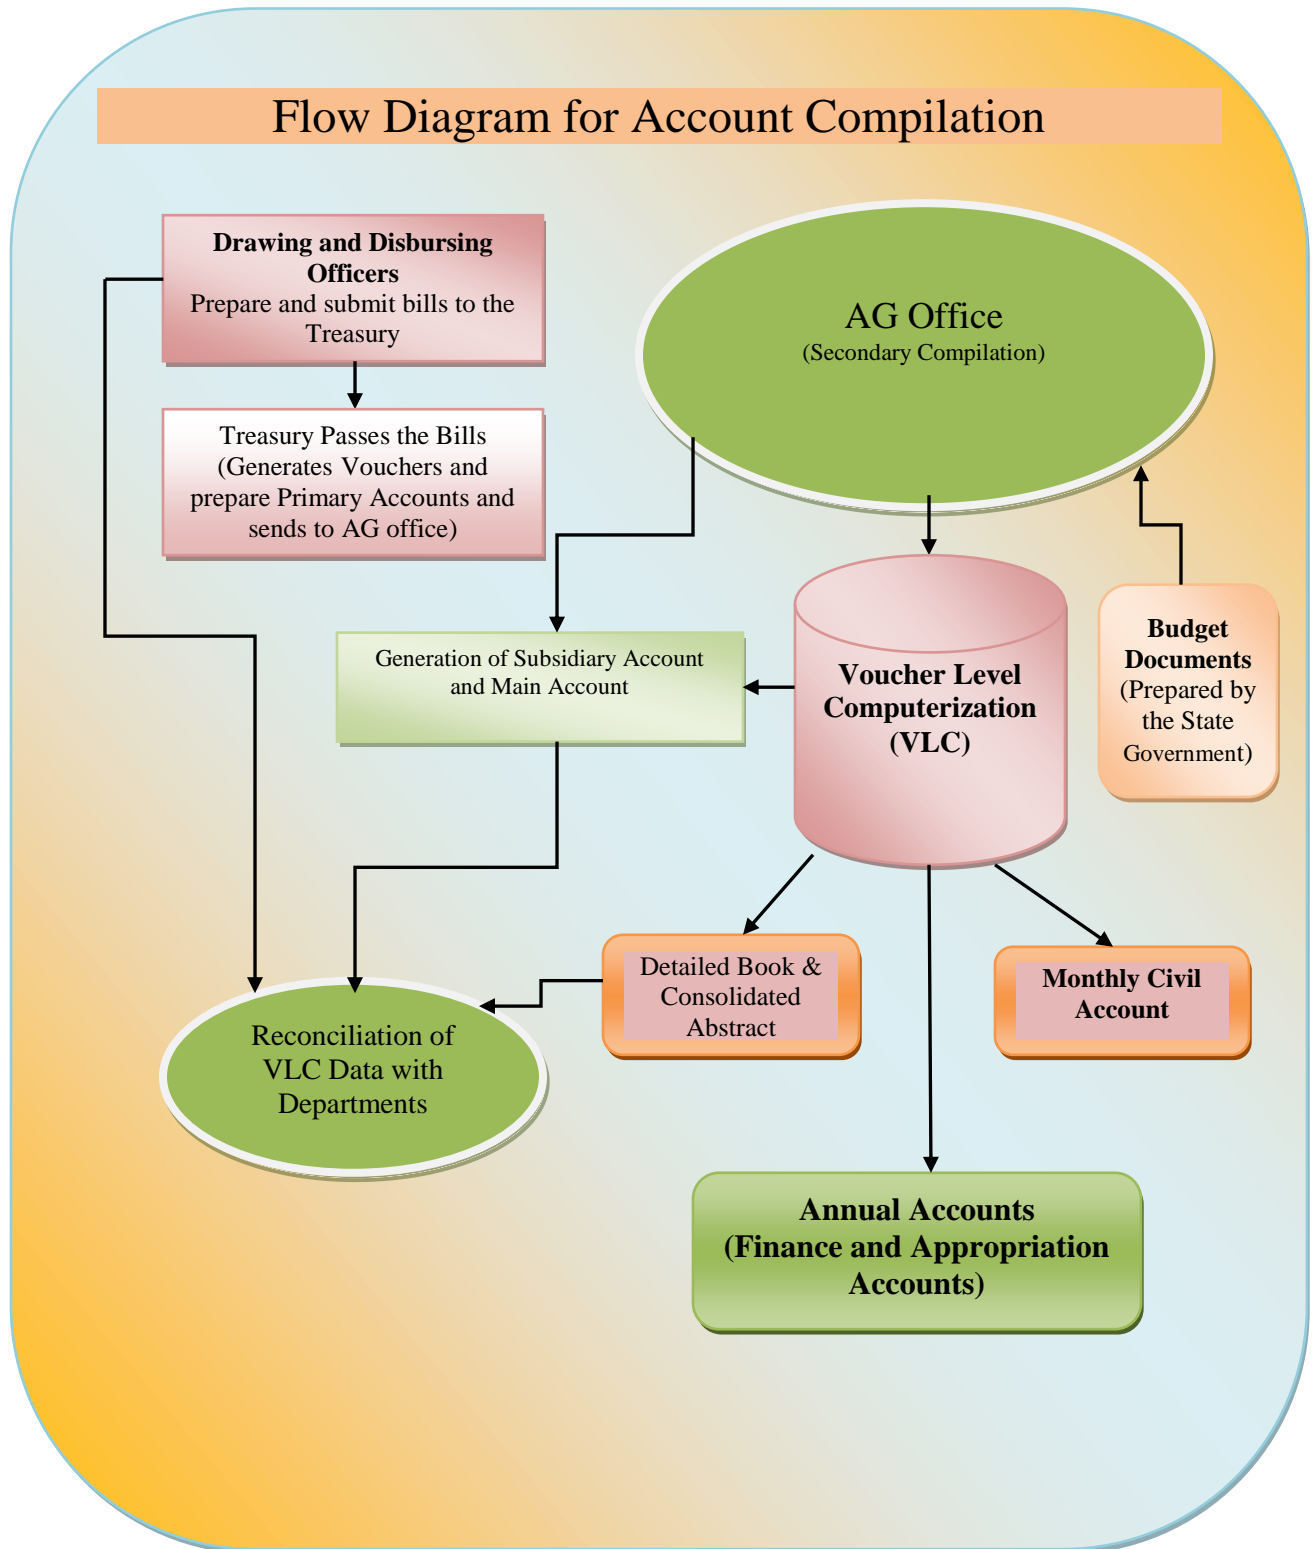 Flow Diagram for Account Compilation
Drawing and Disbursing
Officers
Prepare and submit bills to the
Treasury
AG Office
(Secondary Compilation)
Treasury Passes the Bills
(Generates Vouchers and
prepare Primary Accounts and
sends to AG office)
Generation of Subsidiary Account
and Main Account
Voucher Level
Computerization
(VLC)
Budget
Documents
(Prepared by
the State
Government)
Detailed Book &
Consolidated
Abstract
Monthly Civil
Account
Reconciliation of
VLC Data with
Departments
Annual Accounts
(Finance and Appropriation
Accounts)